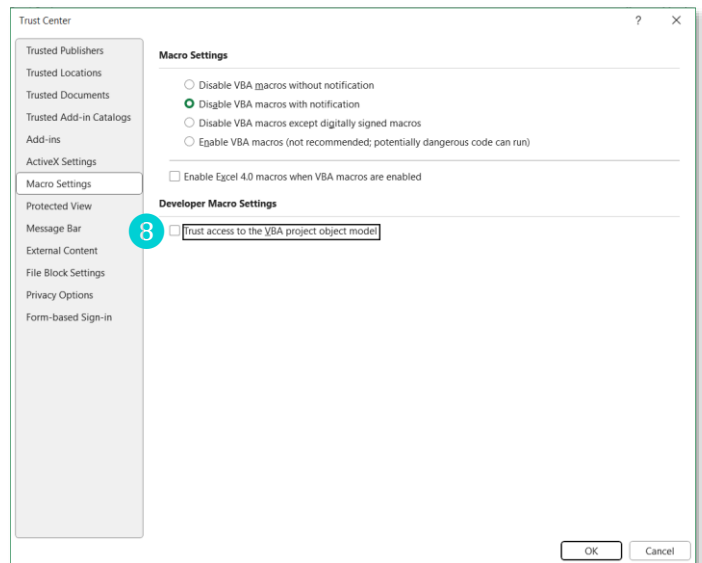 Trust Center
?
Trusted Publishers
Trusted Locations
Trusted Documents
Trusted Add-in Catalogs
Add-ins
ActiveX Settings
Macro Settings
Protected View
Message Bar
External Content
File Block Settings
Privacy Options
Form-based Sign-in
Macro Settings
Disable VBA macros without notification
Disable VBA macros with notification
Disable VBA macros except digitally signed macros
Enable VBA macros (not recommended; potentially dangerous code can run)
Enable Excel 4.0 macros when VBA macros are enabled
Developer Macro Settings
8
Trust access to the VBA project object model
OK
Cancel